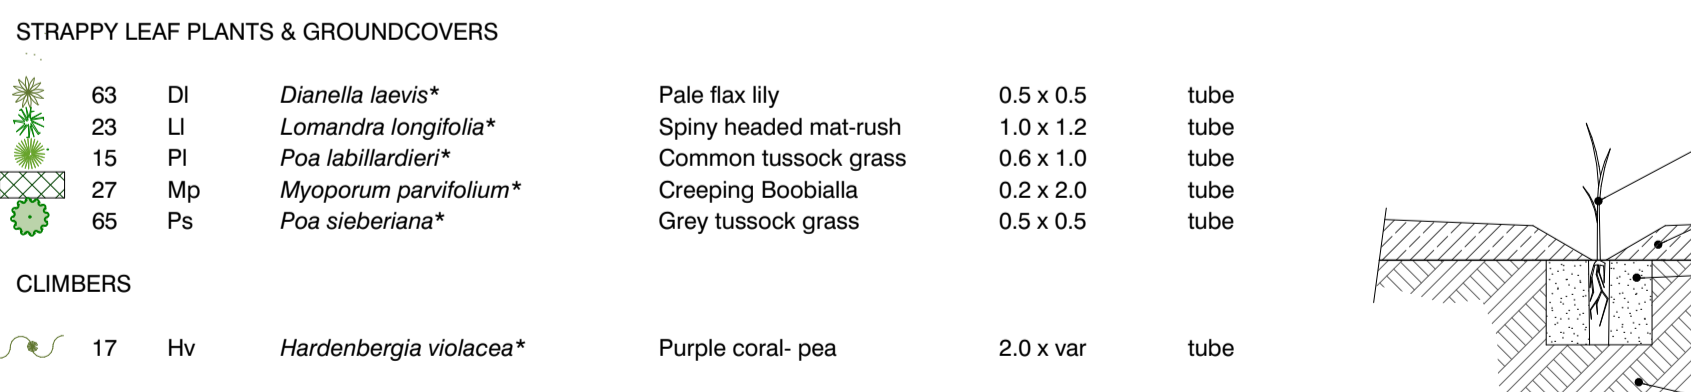 STRAPPY LEAF PLANTS & GROUNDCOVERS
63 Dl Dianella laevis* Pale flax lily 0.5 x 0.5 tube
23 Ll Lomandra longifolia* Spiny headed mat-rush 1.0 x 1.2 tube
15 Pl Poa labillardieri* Common tussock grass 0.6 x 1.0 tube
27 Mp Myoporum parvifolium* Creeping Boobialla 0.2 x 2.0 tube
65 Ps Poa sieberiana* Grey tussock grass 0.5 x 0.5 tube
CLIMBERS
17 Hv Hardenbergia violacea* Purple coral- pea 2.0 x var tube